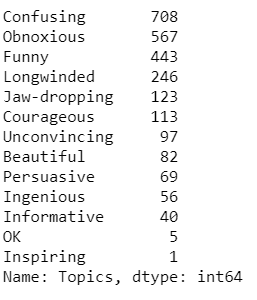 Confusing 708
Obnoxious 567
Funny 443
Longwinded 246
Jaw-dropping 123
Courageous 113
Unconvincing 97
Beautiful 82
Persuasive 69
Ingenious 56
Informative 40
OK 5
Inspiring 1
Name: Topics, dtype: int64